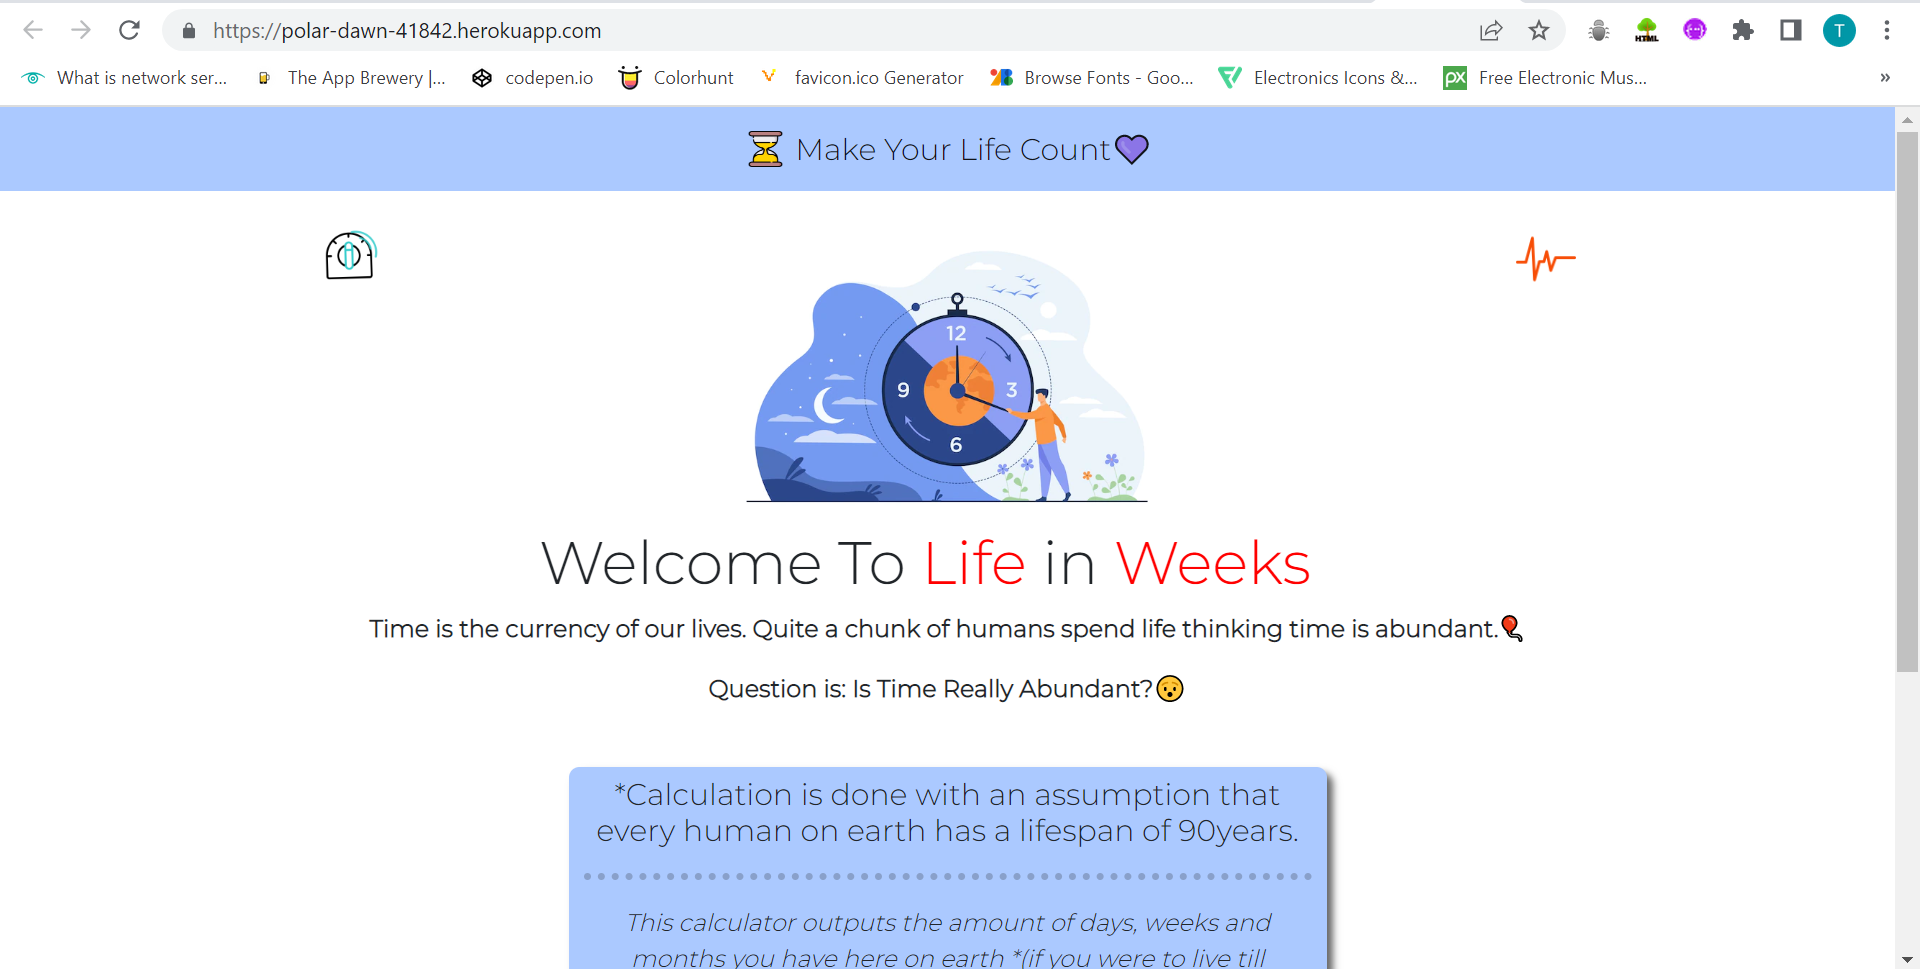 https://polar-dawn-41842.herokuapp.com
T
What is network ser... The App Brewery |... codepen.io Colorhunt favicon.ico Generator Browse Fonts - Goo... Electronics Icons &... px Free Electronic Mus... »
HTML
Make Your Life Count
12
9 3
6
Welcome To Life in Weeks
Time is the currency of our lives. Quite a chunk of humans spend life thinking time is abundant.🎈
Question is: Is Time Really Abundant?😯
*Calculation is done with an assumption that
every human on earth has a lifespan of 90years.
This calculator outputs the amount of days, weeks and
months you have here on earth *(if you were to live till